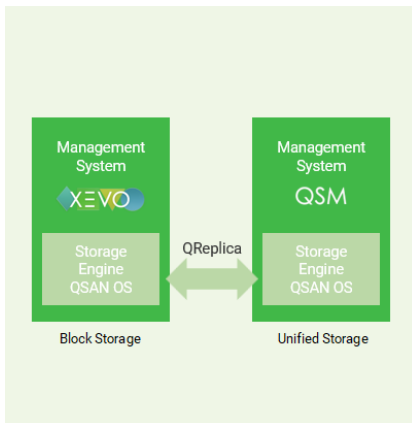 Management
System
XEVO
Storage
Engine
QSAN OS
Block Storage
QReplica
Management
System
QSM
Storage
Engine
QSAN OS
Unified Storage